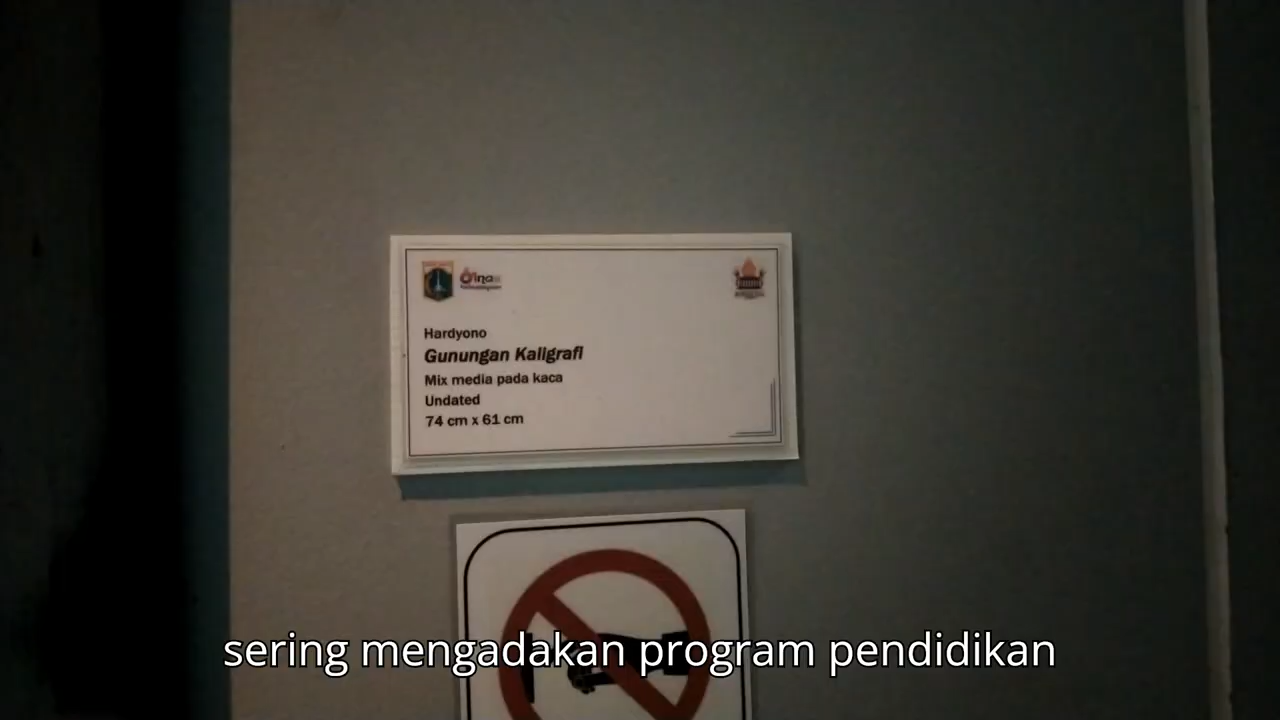 Hardyono
Gunungan Kaligrafi
Mix media pada kaca
Undated
74 cm x 61 cm
sering mengadakan program pendidikan